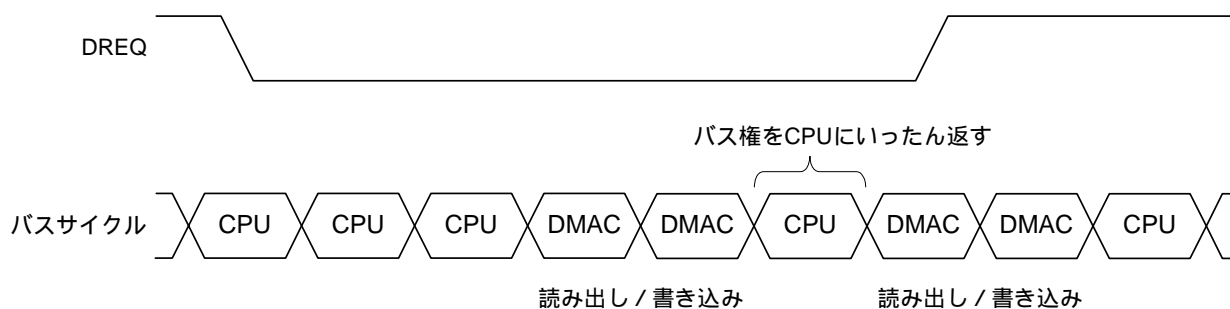 DREQ
バス権をCPUにいったん返す
バスサイクル CPU CPU CPU DMAC DMAC CPU DMAC DMAC CPU
読み出し / 書き込み 読み出し / 書き込み